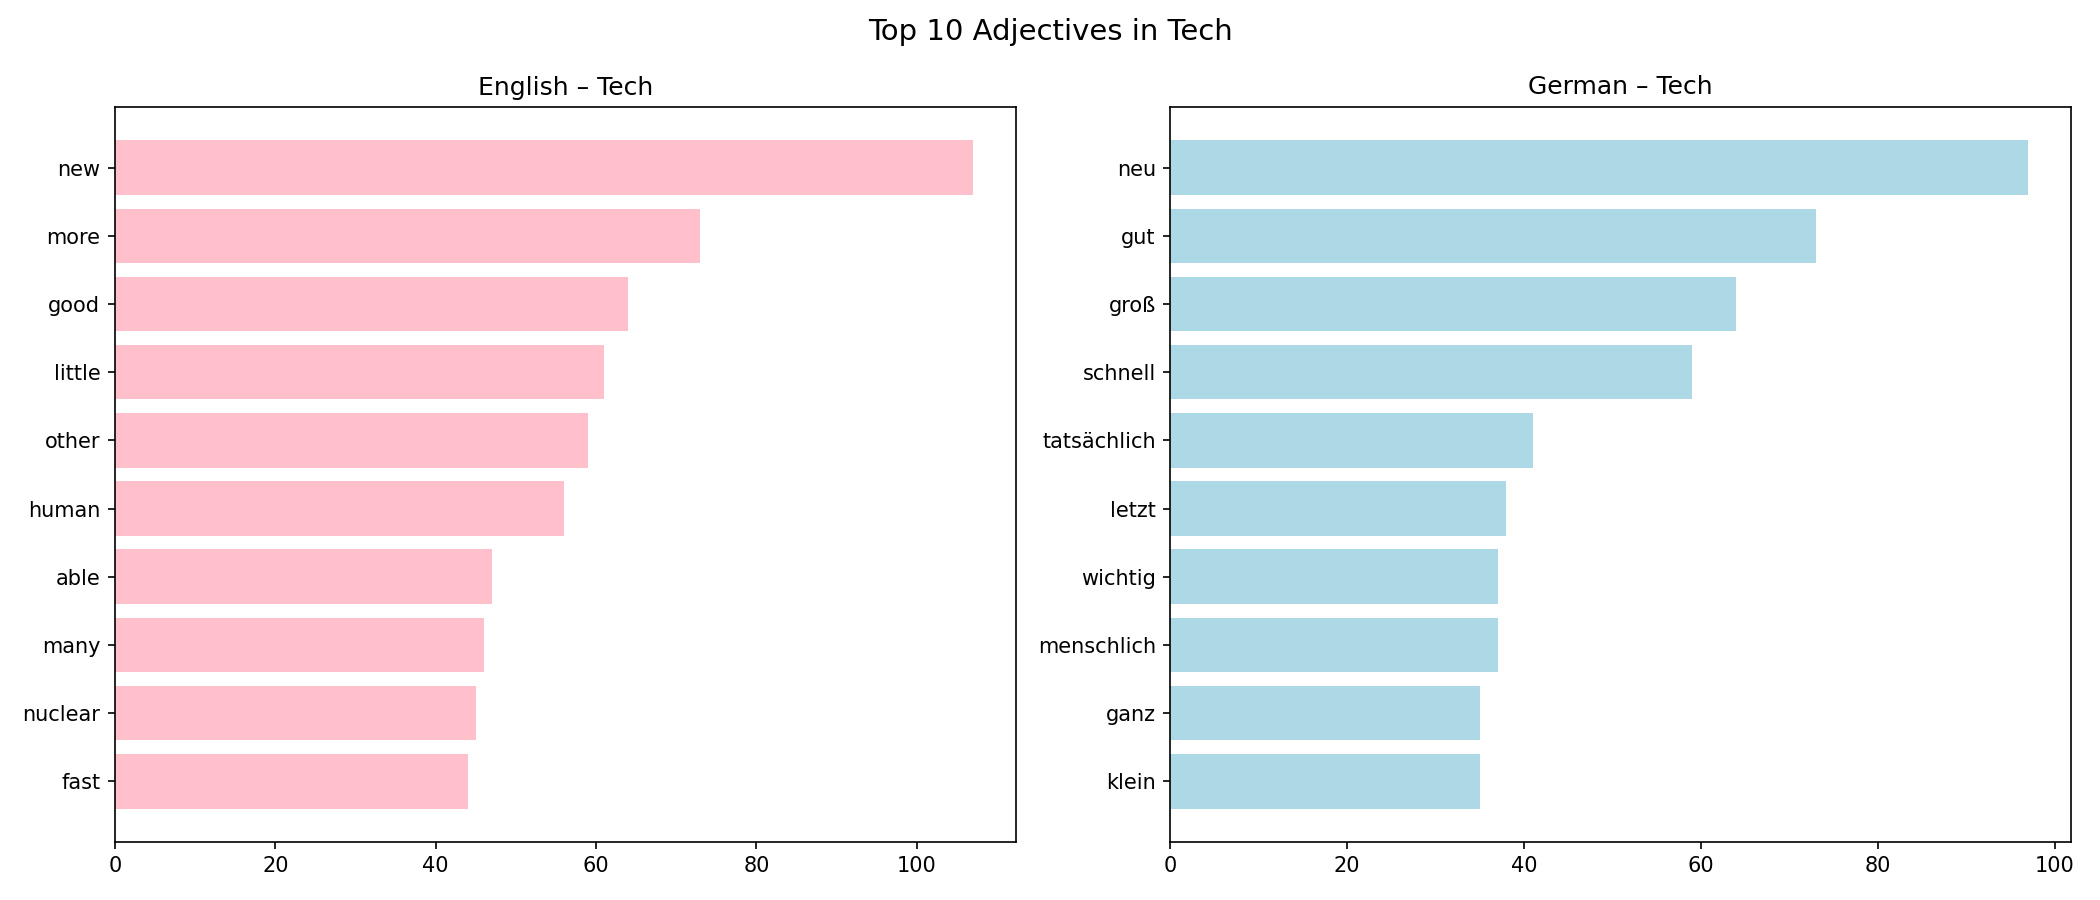 Top 10 Adjectives in Tech
English – Tech
new
more
good
little
other
human
able
many
nuclear
fast
0 20 40 60 80 100
German – Tech
neu
gut
groß
schnell
tatsächlich
letzt
wichtig
menschlich
ganz
klein
0 20 40 60 80 100